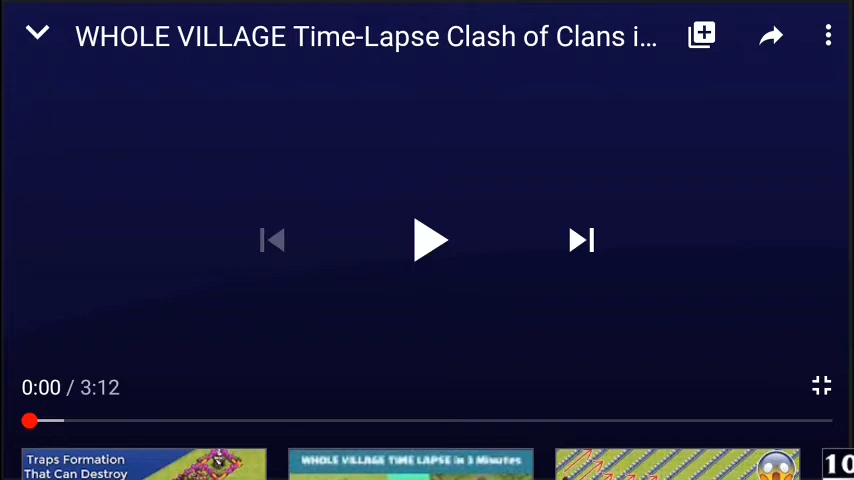 WHOLE VILLAGE Time-Lapse Clash of Clans i...
0:00 / 3:12
Traps Formation
That Can Destroy
WHOLE VILLAGE TIME LAPSE in 3 Minutes
10